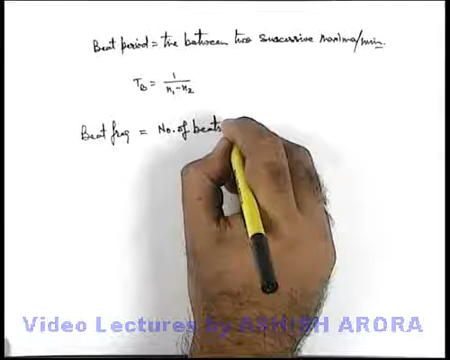 Beat period = time between two successive maxima/min.
T_B = 1/(n₁-n₂)
Beat freq = No. of beats
Video Lectures by ASHISH ARORA